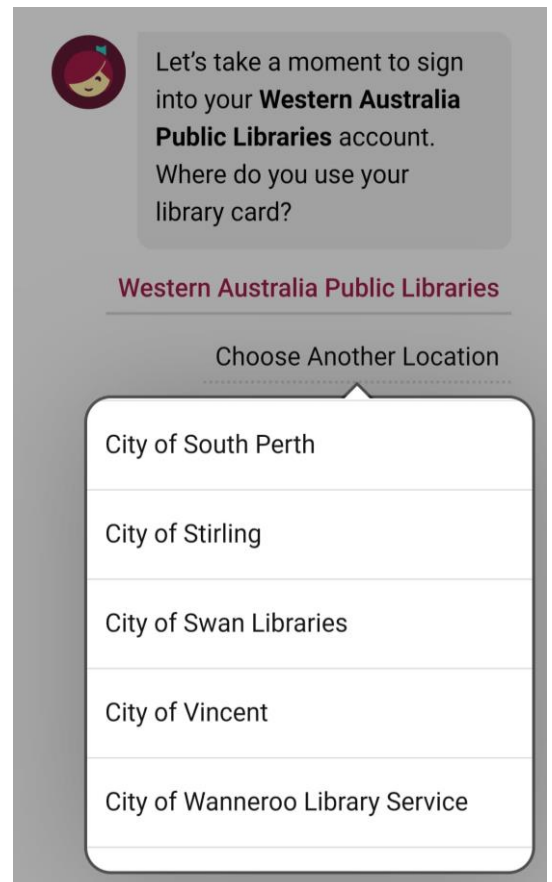 Let’s take a moment to sign
into your Western Australia
Public Libraries account.
Where do you use your
library card?
Western Australia Public Libraries
Choose Another Location
City of South Perth
City of Stirling
City of Swan Libraries
City of Vincent
City of Wanneroo Library Service